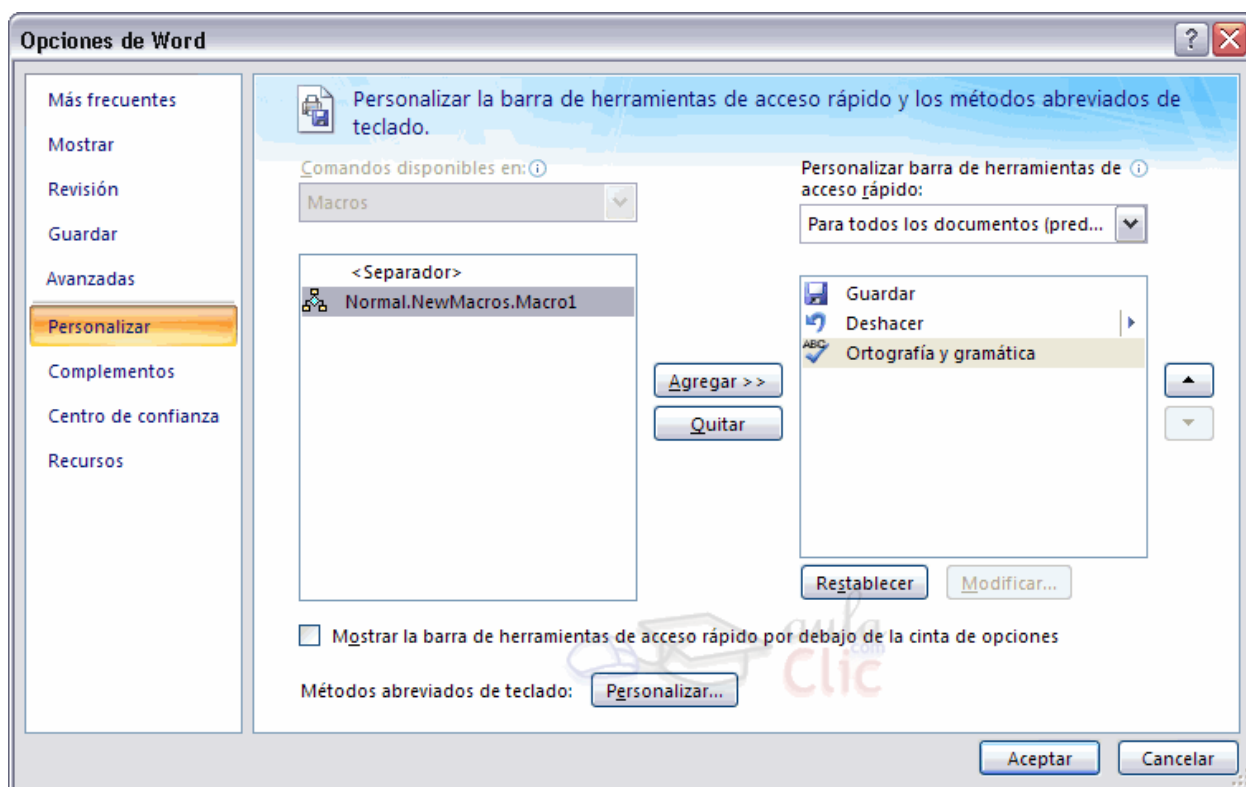 Opciones de Word
Más frecuentes
Mostrar
Revisión
Guardar
Avanzadas
Personalizar
Complementos
Centro de confianza
Recursos
Personalizar la barra de herramientas de acceso rápido y los métodos abreviados de
teclado.
Comandos disponibles en:
Macros
<Separador>
Normal.NewMacros.Macro1
Agregar >>
Quitar
Personalizar barra de herramientas de
acceso rápido:
Para todos los documentos (pred...
Guardar
Deshacer
ABC
Ortografía y gramática
Restablecer
Modificar...
Mostrar la barra de herramientas de acceso rápido por debajo de la cinta de opciones
Métodos abreviados de teclado:
Personalizar...
aula
.com
Clic
Aceptar
Cancelar